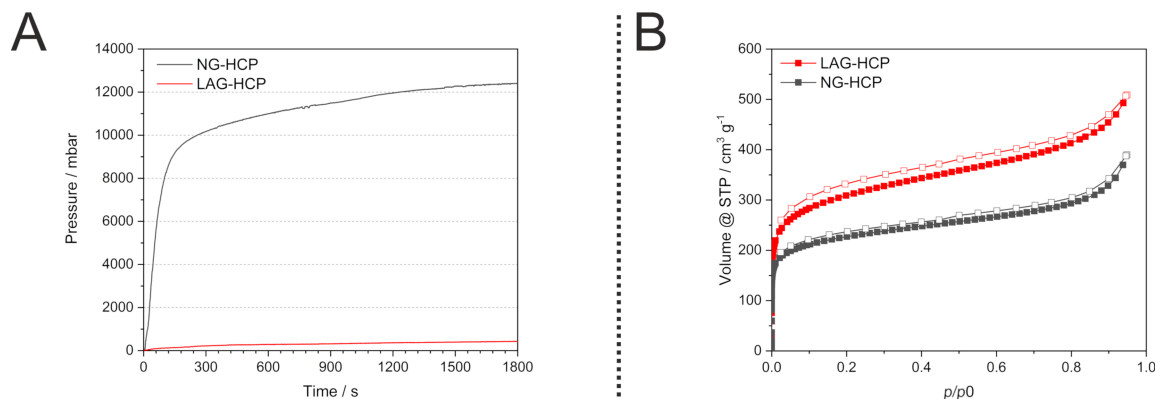 A
14000
12000
10000
8000
6000
4000
2000
0
Pressure / mbar
NG-HCP
LAG-HCP
0 300 600 900 1200 1500 1800
Time / s
B
600
500
400
300
200
100
0
Volume @ STP / cm³ g⁻¹
LAG-HCP
NG-HCP
0.0 0.2 0.4 0.6 0.8 1.0
p/p0